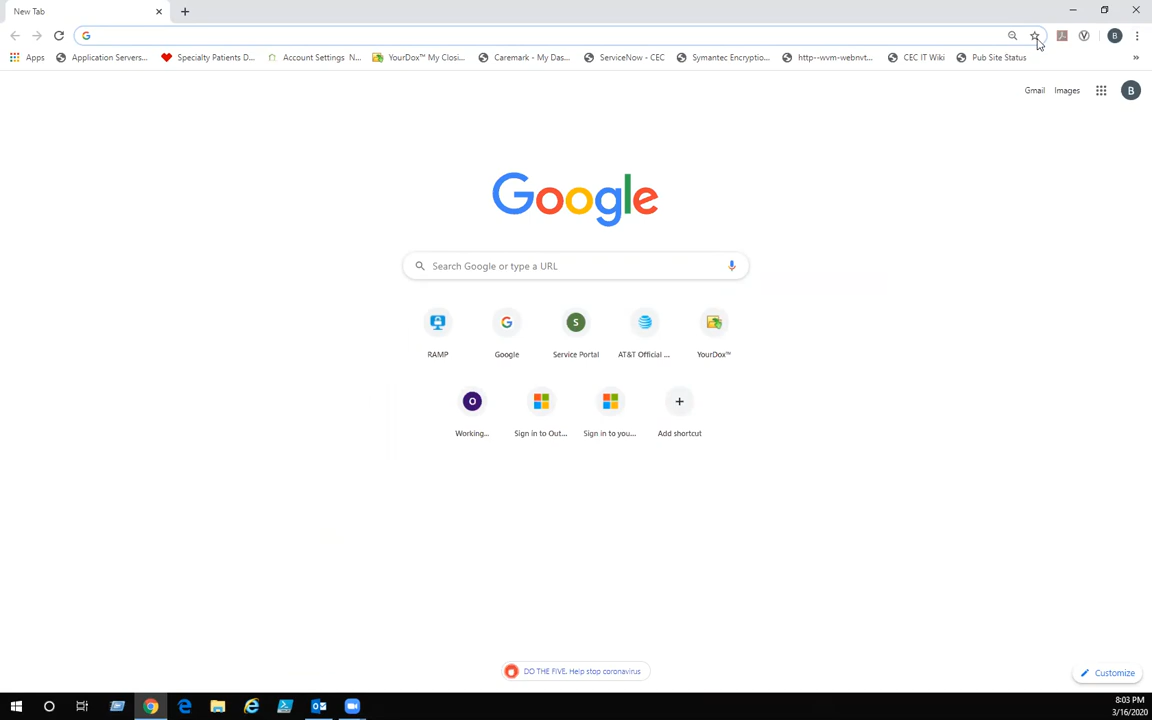 New Tab
Apps Application Servers... Specialty Patients D... Account Settings N... YourDox™ My Closi... Caremark - My Das... ServiceNow - CEC Symantec Encryptio... http--wvm-webnvt... CEC IT Wiki Pub Site Status »
B
Gmail Images B
Google
Search Google or type a URL
S
RAMP Google Service Portal AT&T Official ... YourDox™
O
Working... Sign in to Out... Sign in to you... Add shortcut
DO THE FIVE. Help stop coronavirus
Customize
8:03 PM
3/16/2020